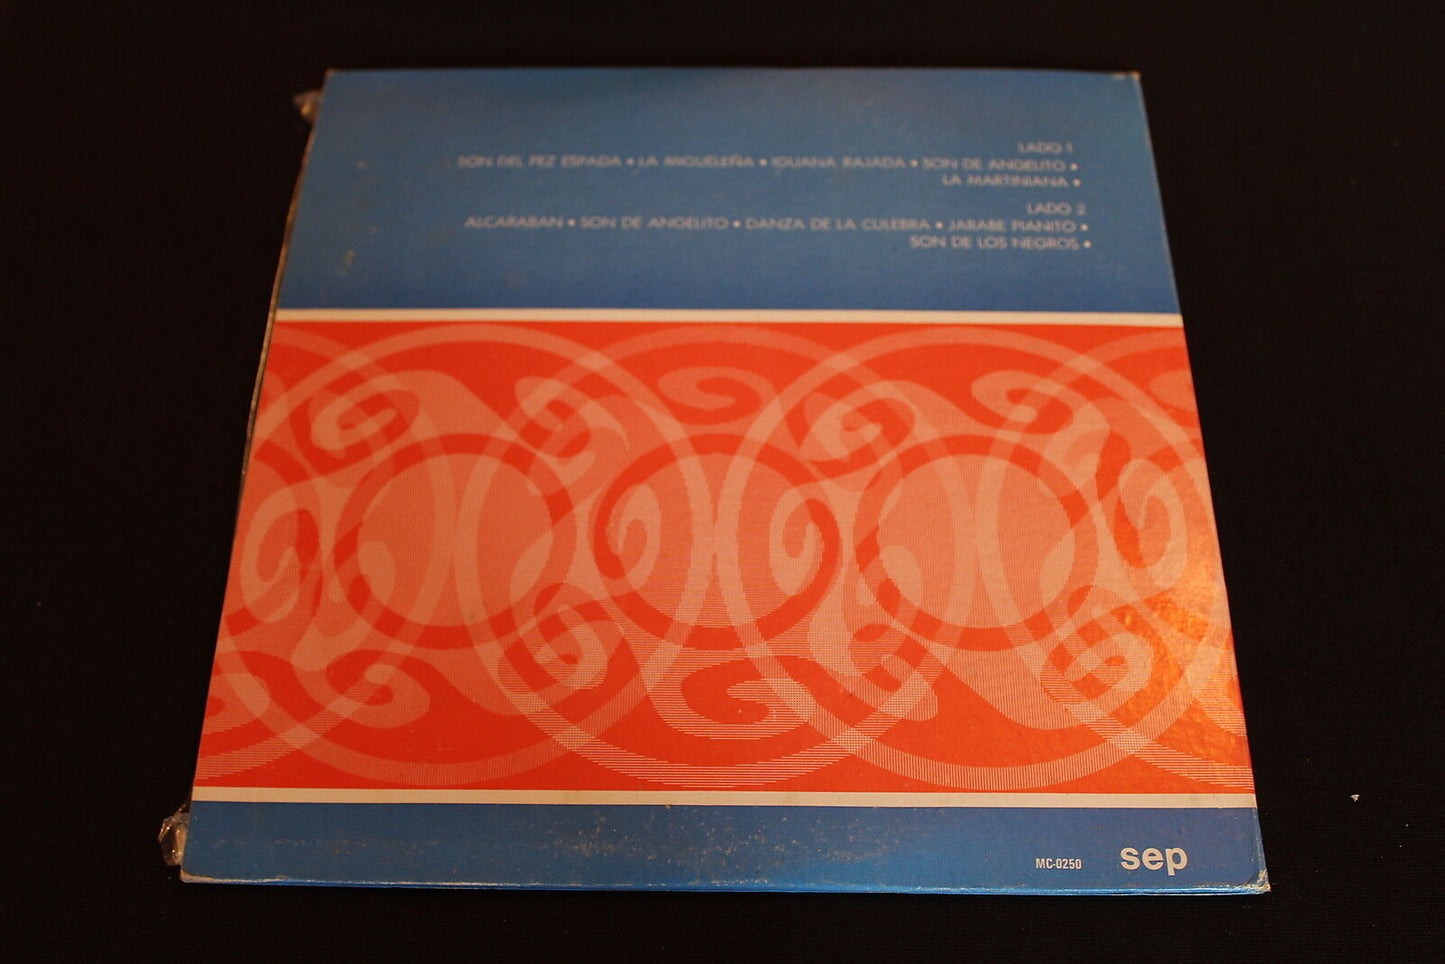 LADO 1
SON DEL PEZ ESPADA • LA MIGUELEÑA • IGUANA RAJADA • SON DE ANGELITO •
LA MARTINIANA •
LADO 2
ALCARABAN • SON DE ANGELITO • DANZA DE LA CULEBRA • JARABE PIANITO •
SON DE LOS NEGROS •
MC-0250 sep